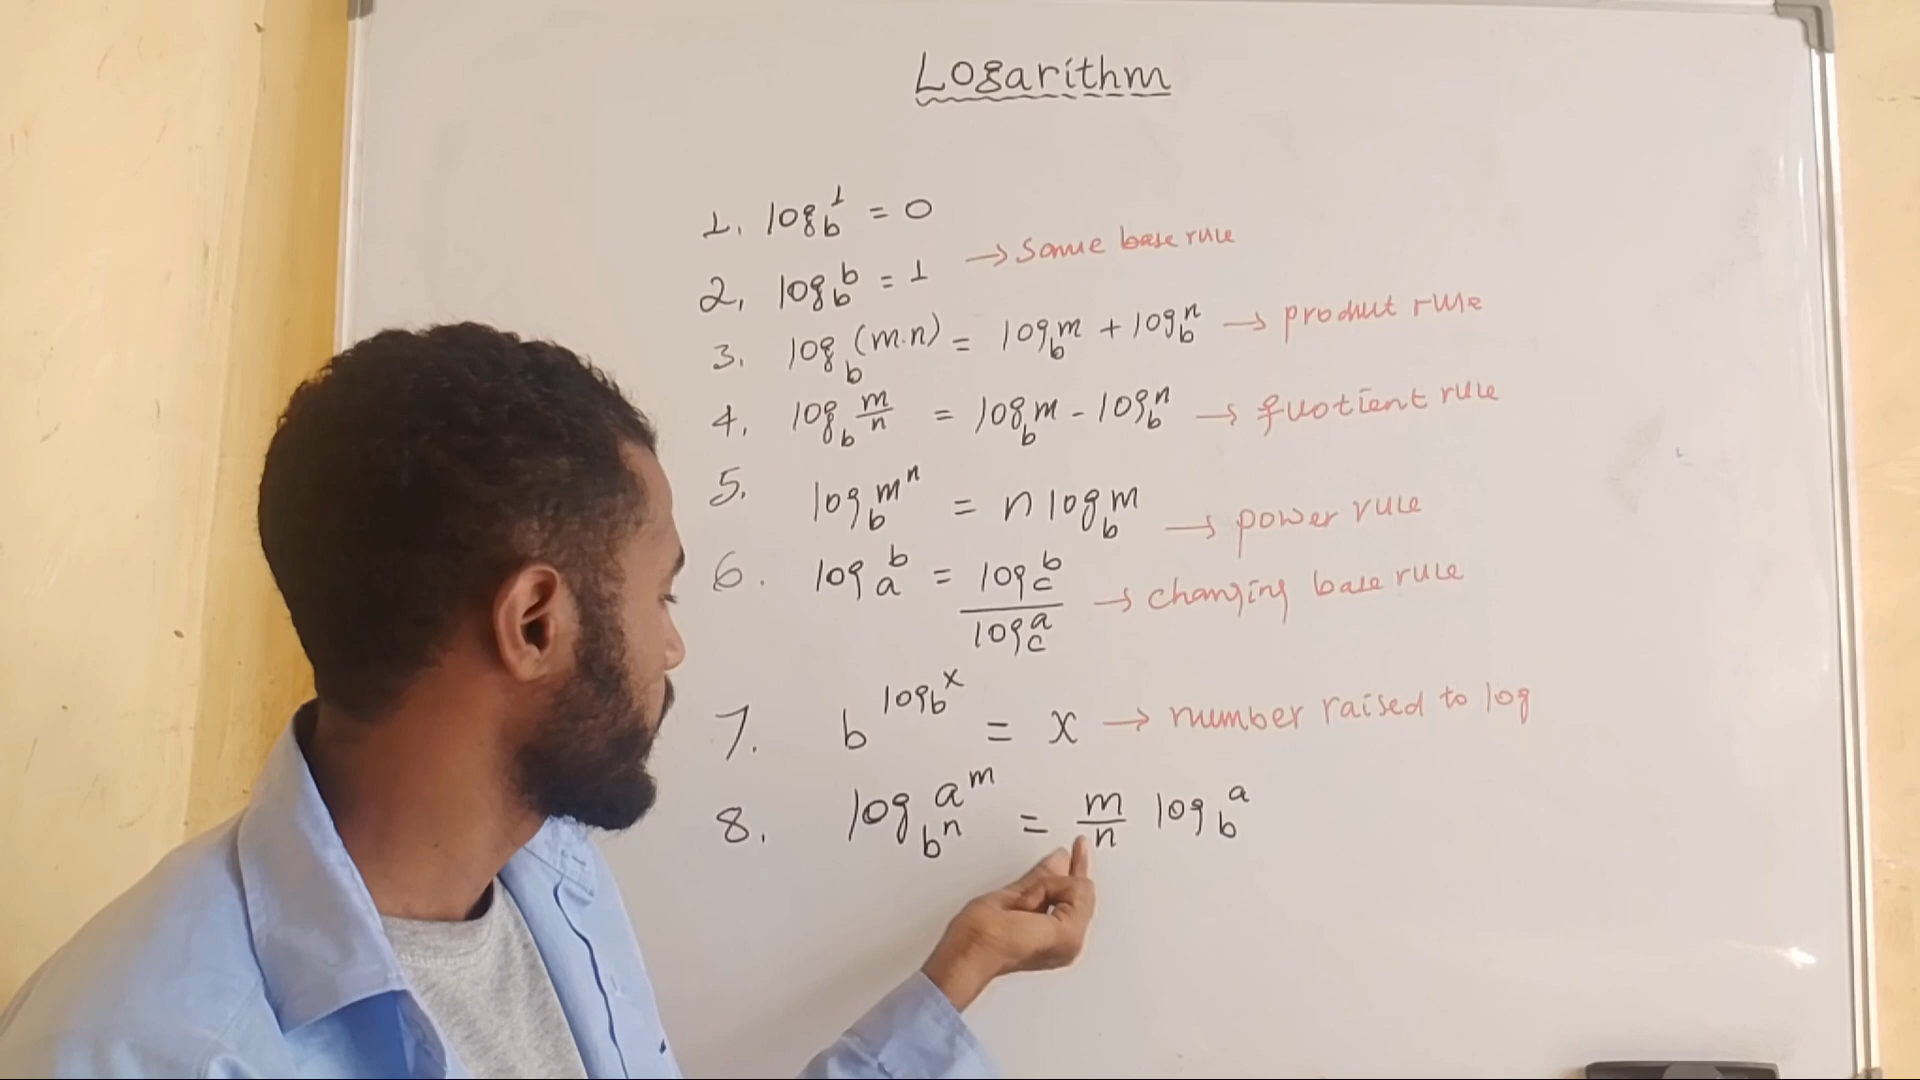 Logarithm
1. log_b 1 = 0
2. log_b b = 1 → Same base rule
3. log_b (m.n) = log_b m + log_b n → product rule
4. log_b m/n = log_b m - log_b n → quotient rule
5. log_b m^n = n log_b m → power rule
6. log_a b = log_c b / log_c a → changing base rule
7. b^(log_b x) = x → number raised to log
8. log_(b^n) a^m = m/n log_b a